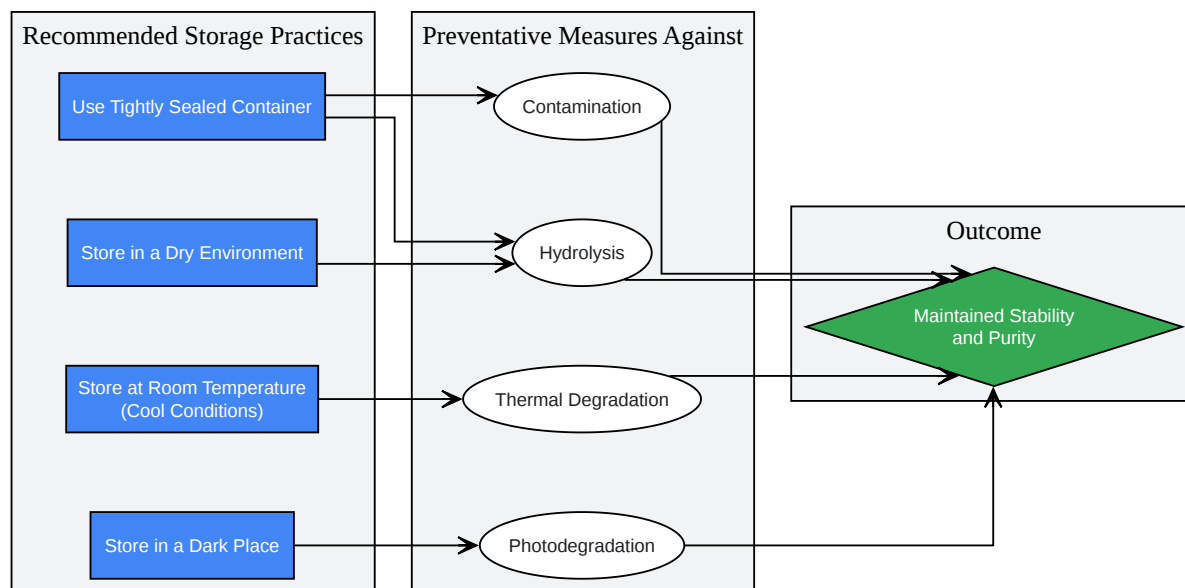 Recommended Storage Practices
Use Tightly Sealed Container
Store in a Dry Environment
Store at Room Temperature
(Cool Conditions)
Store in a Dark Place
Preventative Measures Against
Contamination
Hydrolysis
Thermal Degradation
Photodegradation
Outcome
Maintained Stability
and Purity